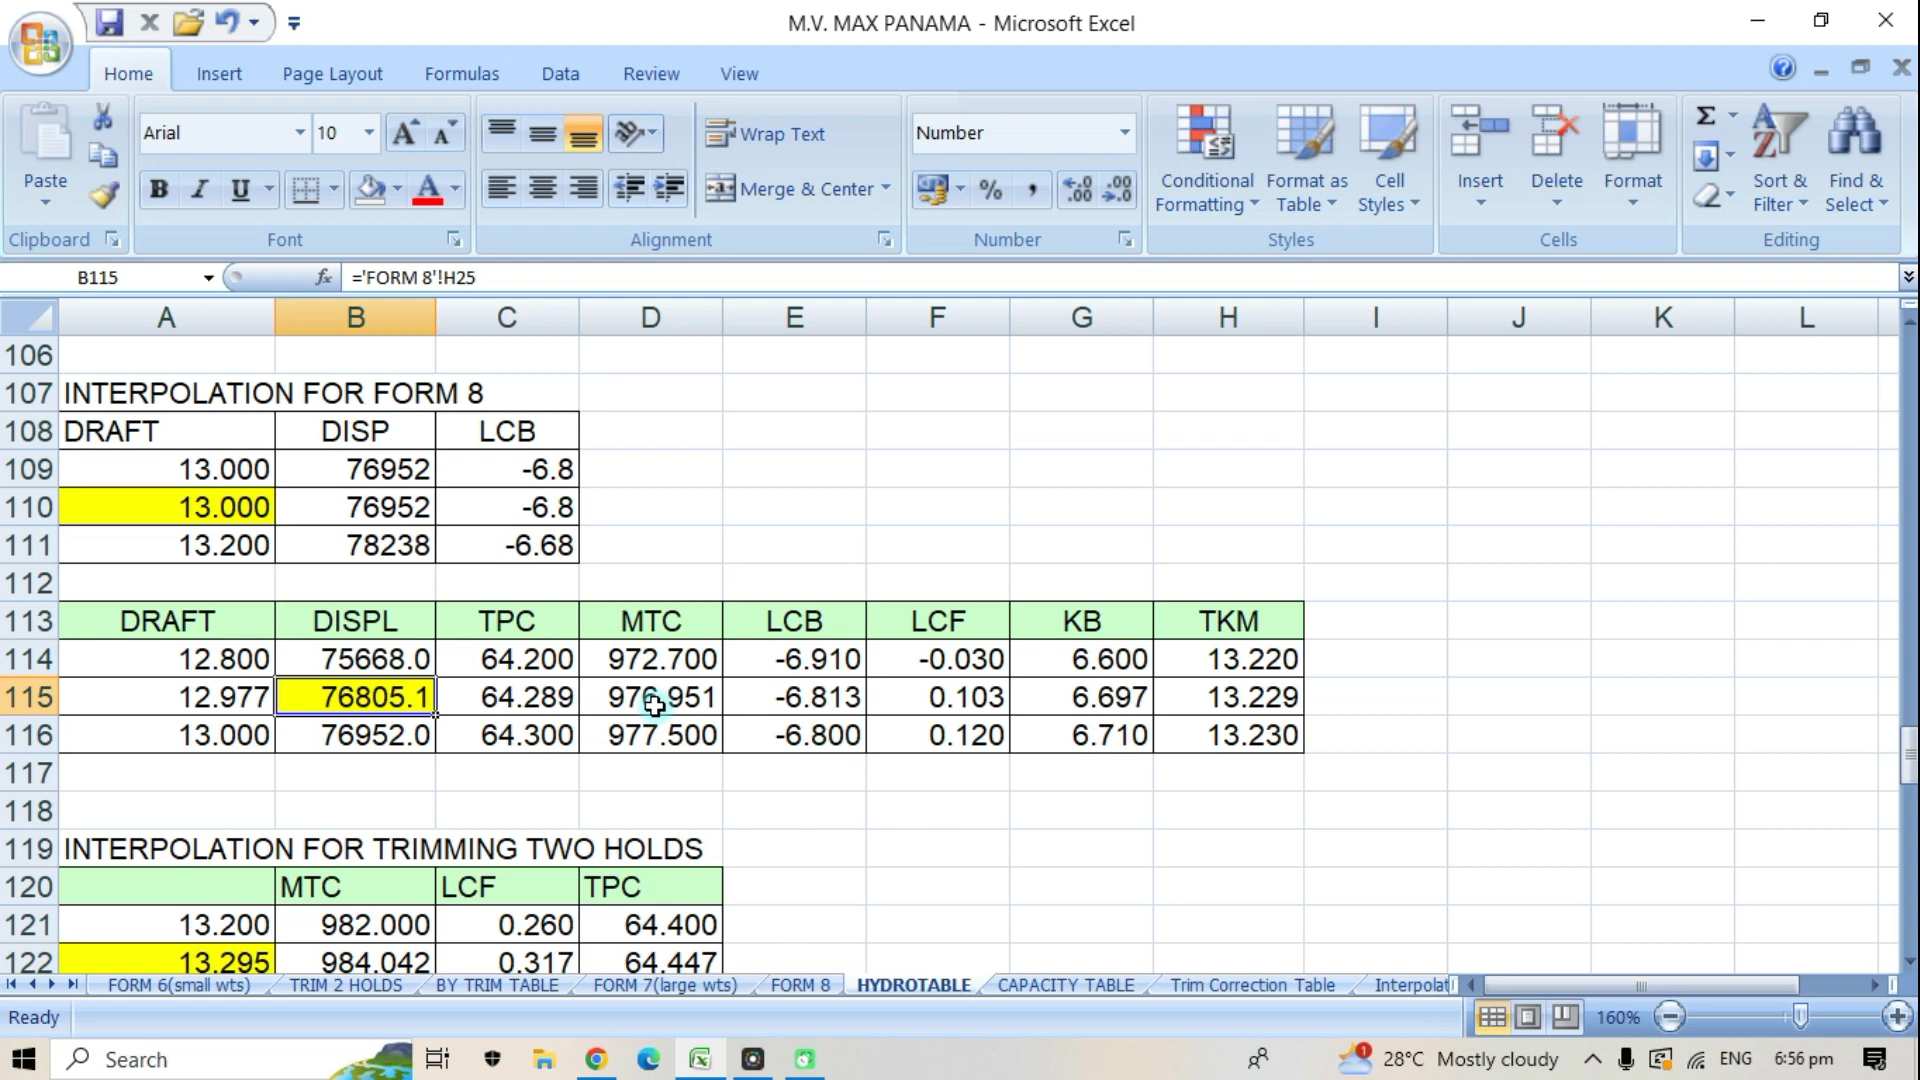 M.V. MAX PANAMA - Microsoft Excel
Home Insert Page Layout Formulas Data Review View
Paste
Arial 10
B I U
A A A
Wrap Text
Merge & Center
Number
% ,
Conditional Formatting
Format as Table
Cell Styles
Insert
Delete
Format
Sort & Filter
Find & Select
Clipboard Font Alignment Number Styles Cells Editing
B115 fx ='FORM 8'!H25
A B C D E F G H I J K L
106
107 INTERPOLATION FOR FORM 8
108 DRAFT DISP LCB
109 13.000 76952 -6.8
110 13.000 76952 -6.8
111 13.200 78238 -6.68
112
113 DRAFT DISPL TPC MTC LCB LCF KB TKM
114 12.800 75668.0 64.200 972.700 -6.910 -0.030 6.600 13.220
115 12.977 76805.1 64.289 976.951 -6.813 0.103 6.697 13.229
116 13.000 76952.0 64.300 977.500 -6.800 0.120 6.710 13.230
117
118
119 INTERPOLATION FOR TRIMMING TWO HOLDS
120 MTC LCF TPC
121 13.200 982.000 0.260 64.400
122 13.295 984.042 0.317 64.447
FORM 6(small wts) TRIM 2 HOLDS BY TRIM TABLE FORM 7(large wts) FORM 8 HYDROTABLE CAPACITY TABLE Trim Correction Table Interpolat
Ready 160%
Search 28°C Mostly cloudy ENG 6:56 pm